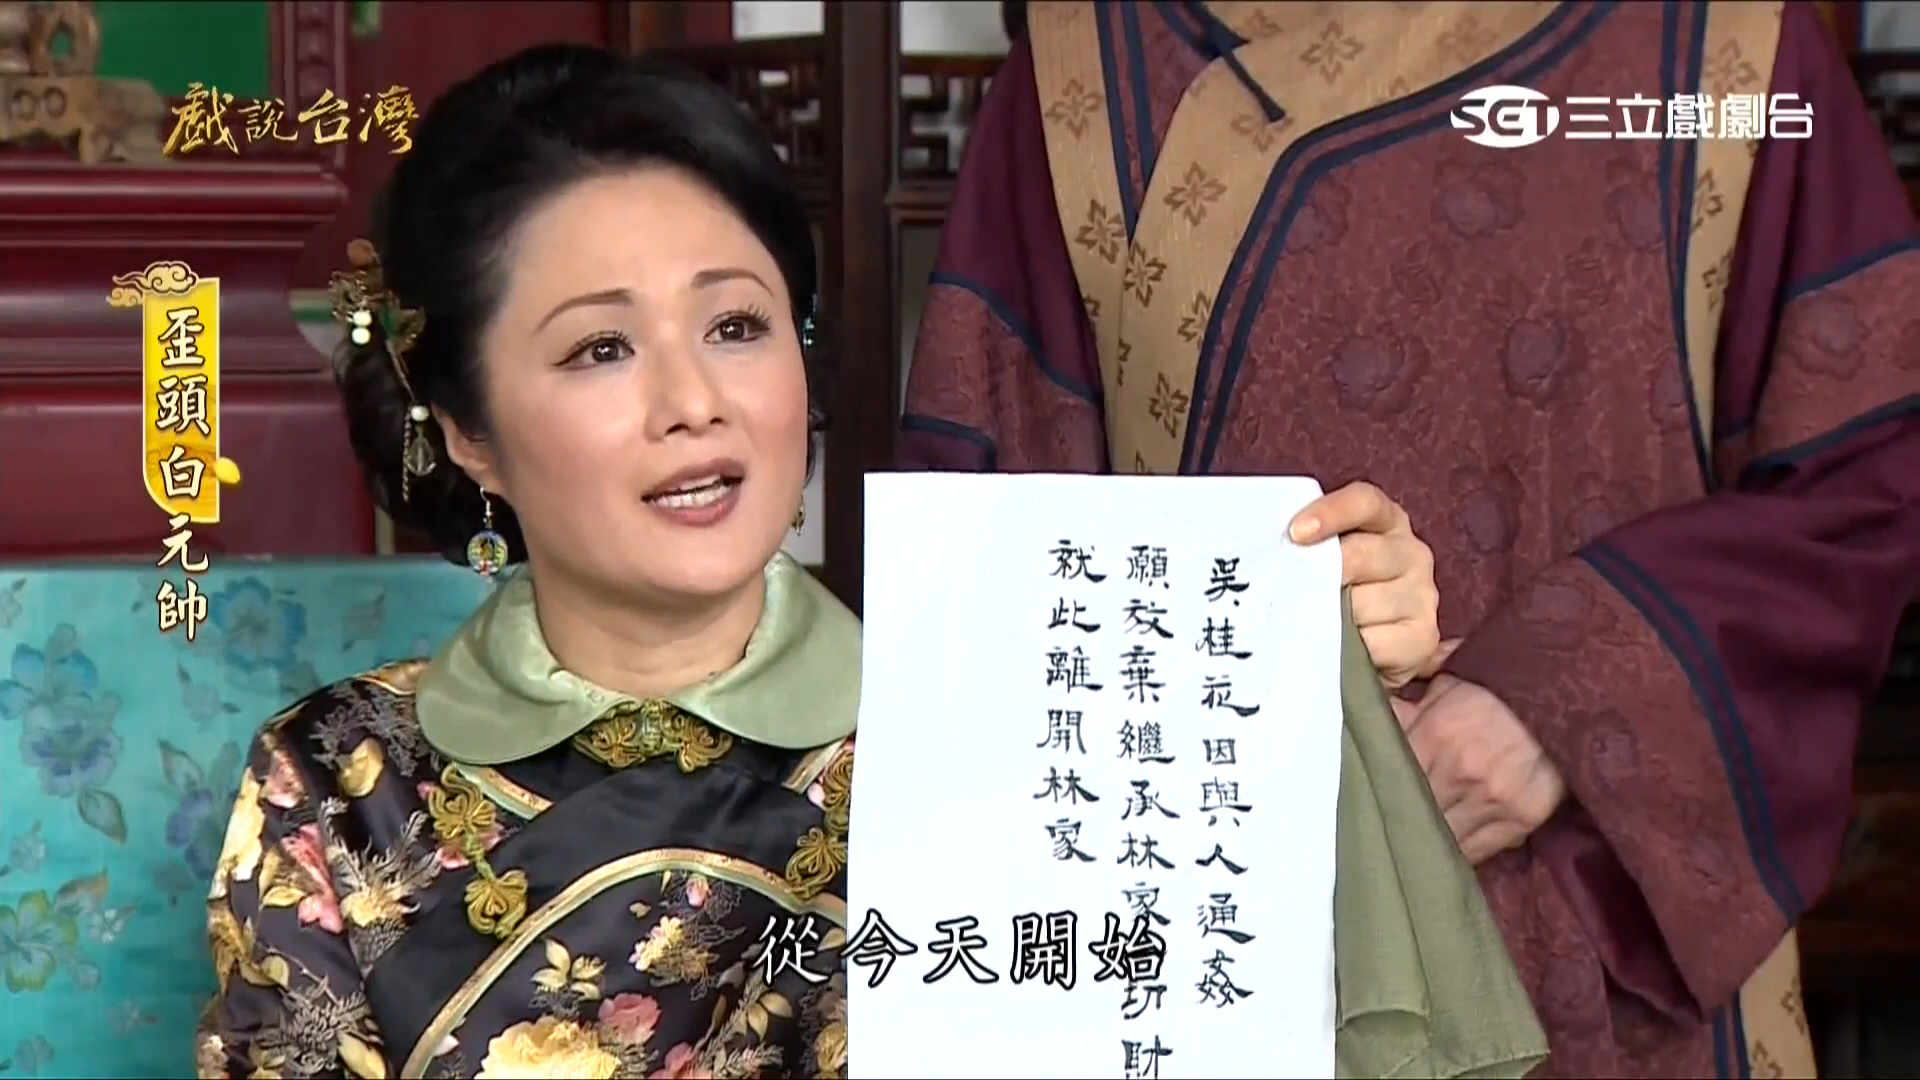 戲說台灣
SET三立戲劇台
歪頭白元帥
吳桂花因與人通姦
願放棄繼承林家切財
就此離開林家
從今天開始